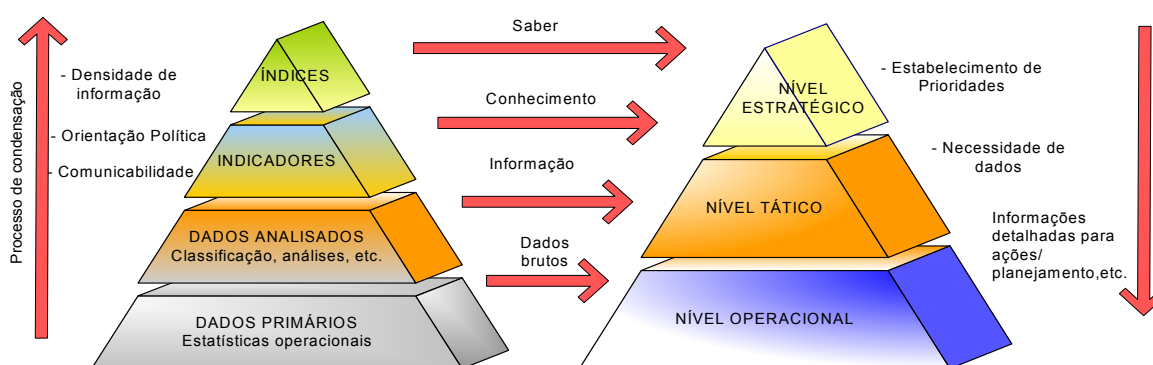 Processo de condensação
- Densidade de
informação
- Orientação Política
- Comunicabilidade
ÍNDICES
INDICADORES
DADOS ANALISADOS
Classificação, análises, etc.
DADOS PRIMÁRIOS
Estatísticas operacionais
Saber
Conhecimento
Informação
Dados
brutos
NÍVEL
ESTRATÉGICO
NÍVEL TÁTICO
NÍVEL OPERACIONAL
- Estabelecimento de
Prioridades
- Necessidade de
dados
Informações
detalhadas para
ações/
planejamento,etc.